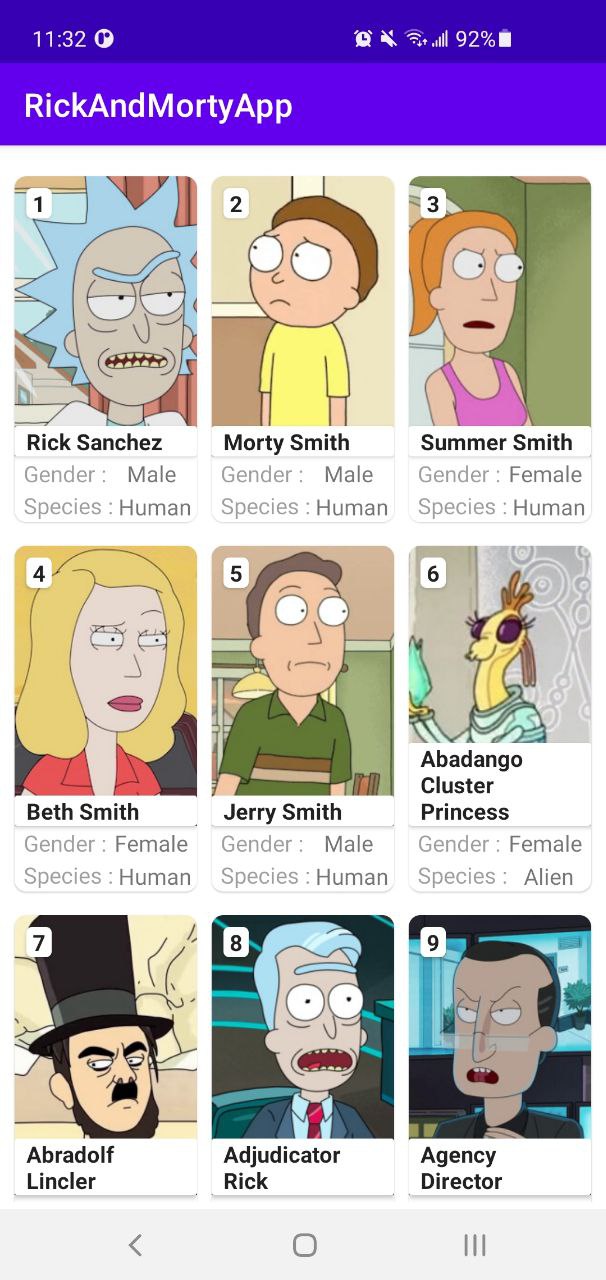 11:32 92%
RickAndMortyApp
1 2 3
Rick Sanchez Morty Smith Summer Smith
Gender : Male Gender : Male Gender : Female
Species : Human Species : Human Species : Human
4 5 6
Abadango
Cluster
Beth Smith Jerry Smith Princess
Gender : Female Gender : Male Gender : Female
Species : Human Species : Human Species : Alien
7 8 9
Abradolf Adjudicator Agency
Lincler Rick Director